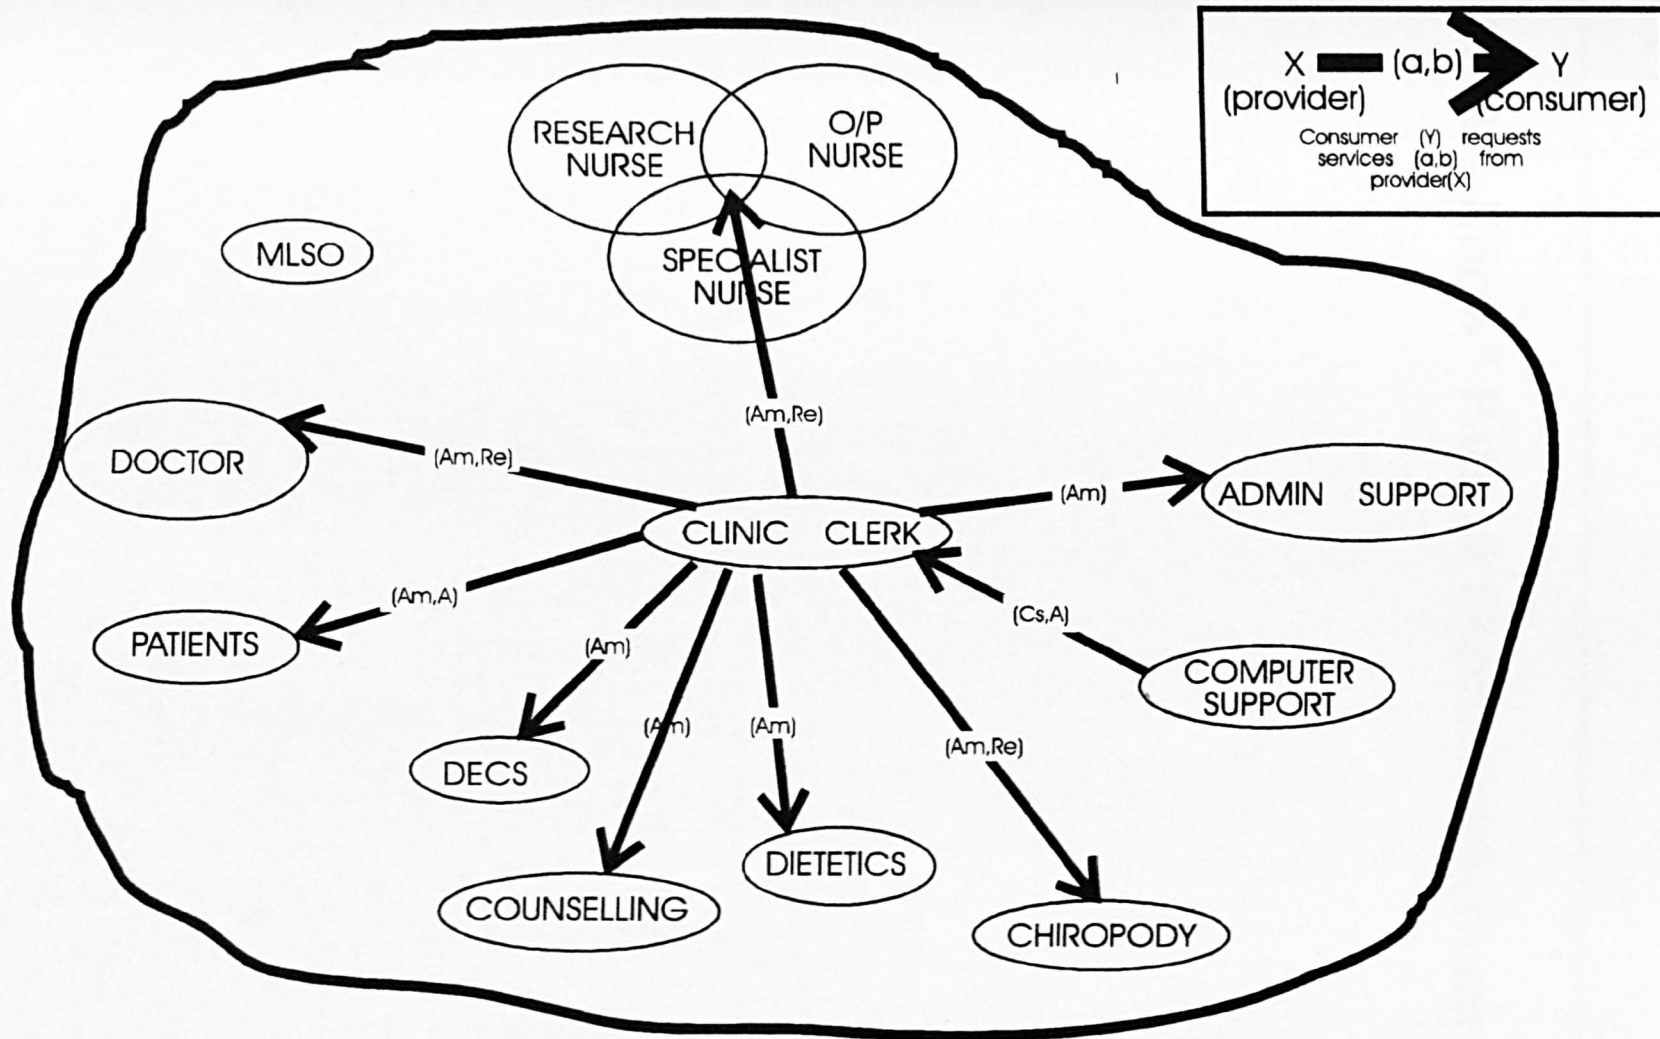 X (a,b) Y
(provider) (consumer)
Consumer (Y) requests
services (a,b) from
provider(X)
RESEARCH
NURSE
O/P
NURSE
MLSO
SPECIALIST
NURSE
(Am,Re)
DOCTOR
(Am,Re)
(Am)
ADMIN SUPPORT
CLINIC CLERK
(Am,A)
(Cs,A)
PATIENTS
(Am)
COMPUTER
SUPPORT
(Am)
(Am)
(Am,Re)
DECS
DIETETICS
COUNSELLING
CHIROPODY